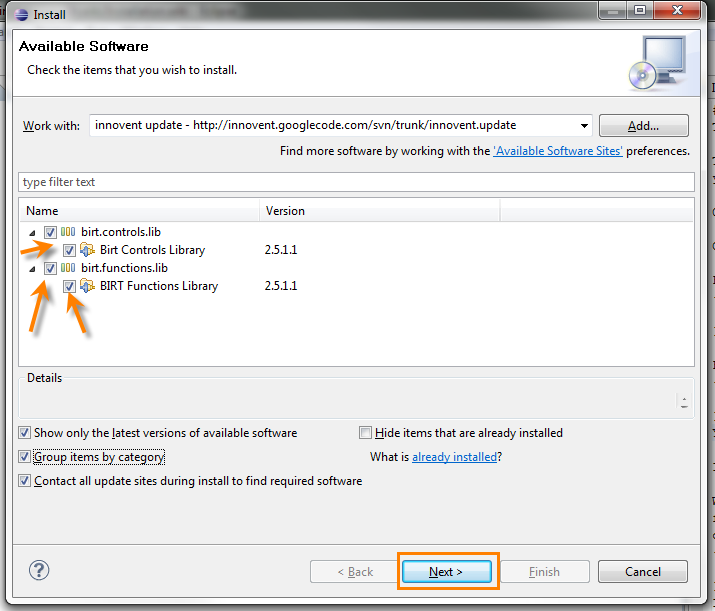 Install
Available Software
Check the items that you wish to install.
Work with: innovent update - http://innovent.googlecode.com/svn/trunk/innovent.update Add...
Find more software by working with the 'Available Software Sites' preferences.
type filter text
Name Version
birt.controls.lib
Birt Controls Library 2.5.1.1
birt.functions.lib
BIRT Functions Library 2.5.1.1
Details
Show only the latest versions of available software Hide items that are already installed
Group items by category What is already installed?
Contact all update sites during install to find required software
? < Back Next > Finish Cancel